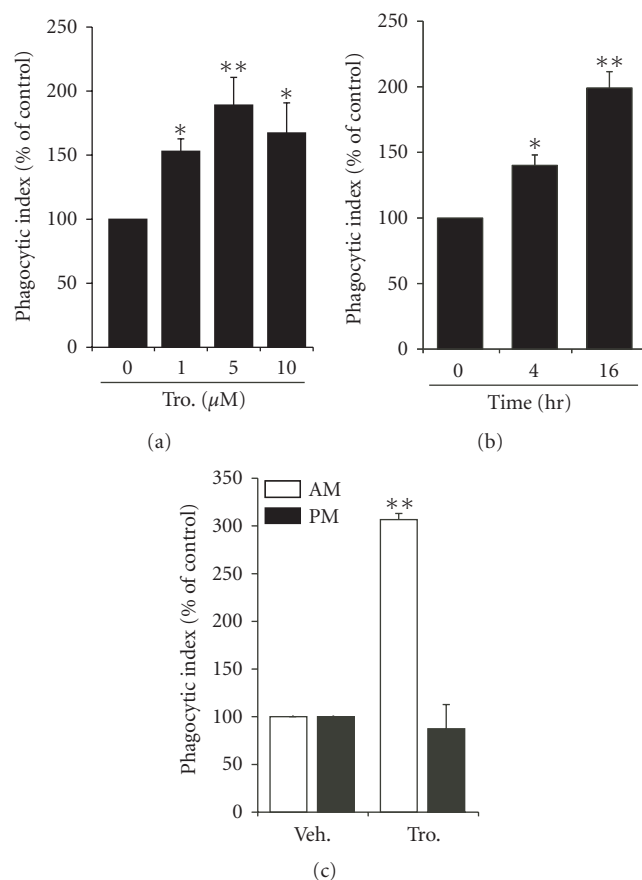 Phagocytic index (% of control)
200
150
100
50
0
∗
∗∗
∗
0 1 5 10
Tro. (μM)
(a)
Phagocytic index (% of control)
250
200
150
100
50
0
∗
∗∗
0 4 16
Time (hr)
(b)
Phagocytic index (% of control)
350
300
250
200
150
100
50
0
AM
PM
∗∗
Veh. Tro.
(c)